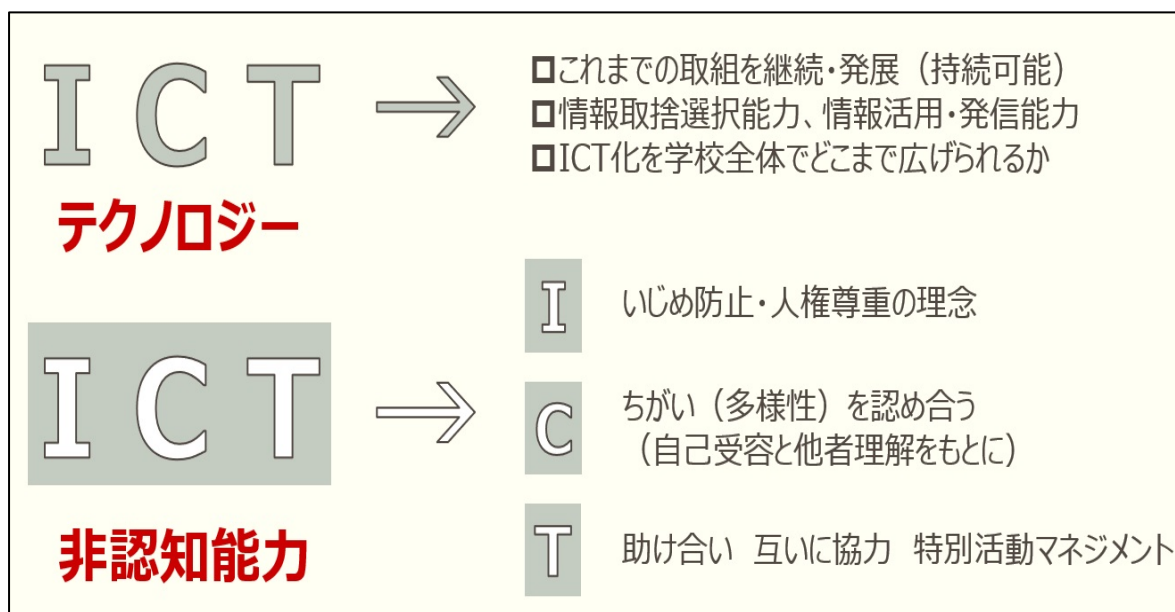 ICT
→
□これまでの取組を継続・発展（持続可能）
□情報取捨選択能力、情報活用・発信能力
□ICT化を学校全体でどこまで広げられるか
テクノロジー
ICT
→
I いじめ防止・人権尊重の理念
C ちがい（多様性）を認め合う
（自己受容と他者理解をもとに）
T 助け合い 互いに協力 特別活動マネジメント
非認知能力